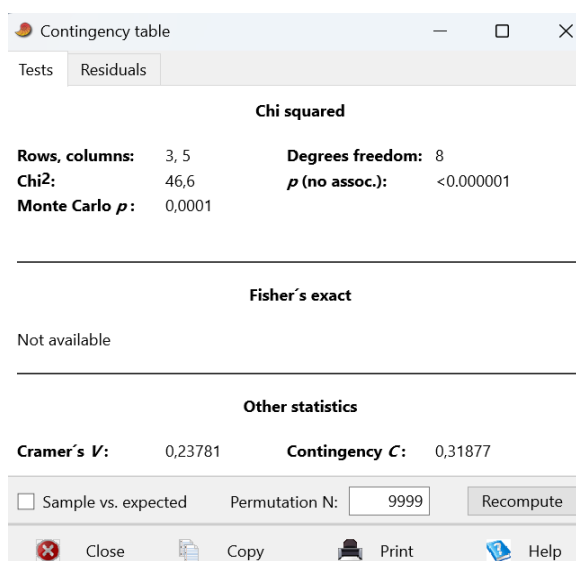 Contingency table
Tests Residuals
Chi squared
Rows, columns: 3, 5 Degrees freedom: 8
Chi2: 46,6 p (no assoc.): <0.000001
Monte Carlo p : 0,0001
Fisher´s exact
Not available
Other statistics
Cramer´s V : 0,23781 Contingency C : 0,31877
Sample vs. expected Permutation N: 9999 Recompute
Close Copy Print Help